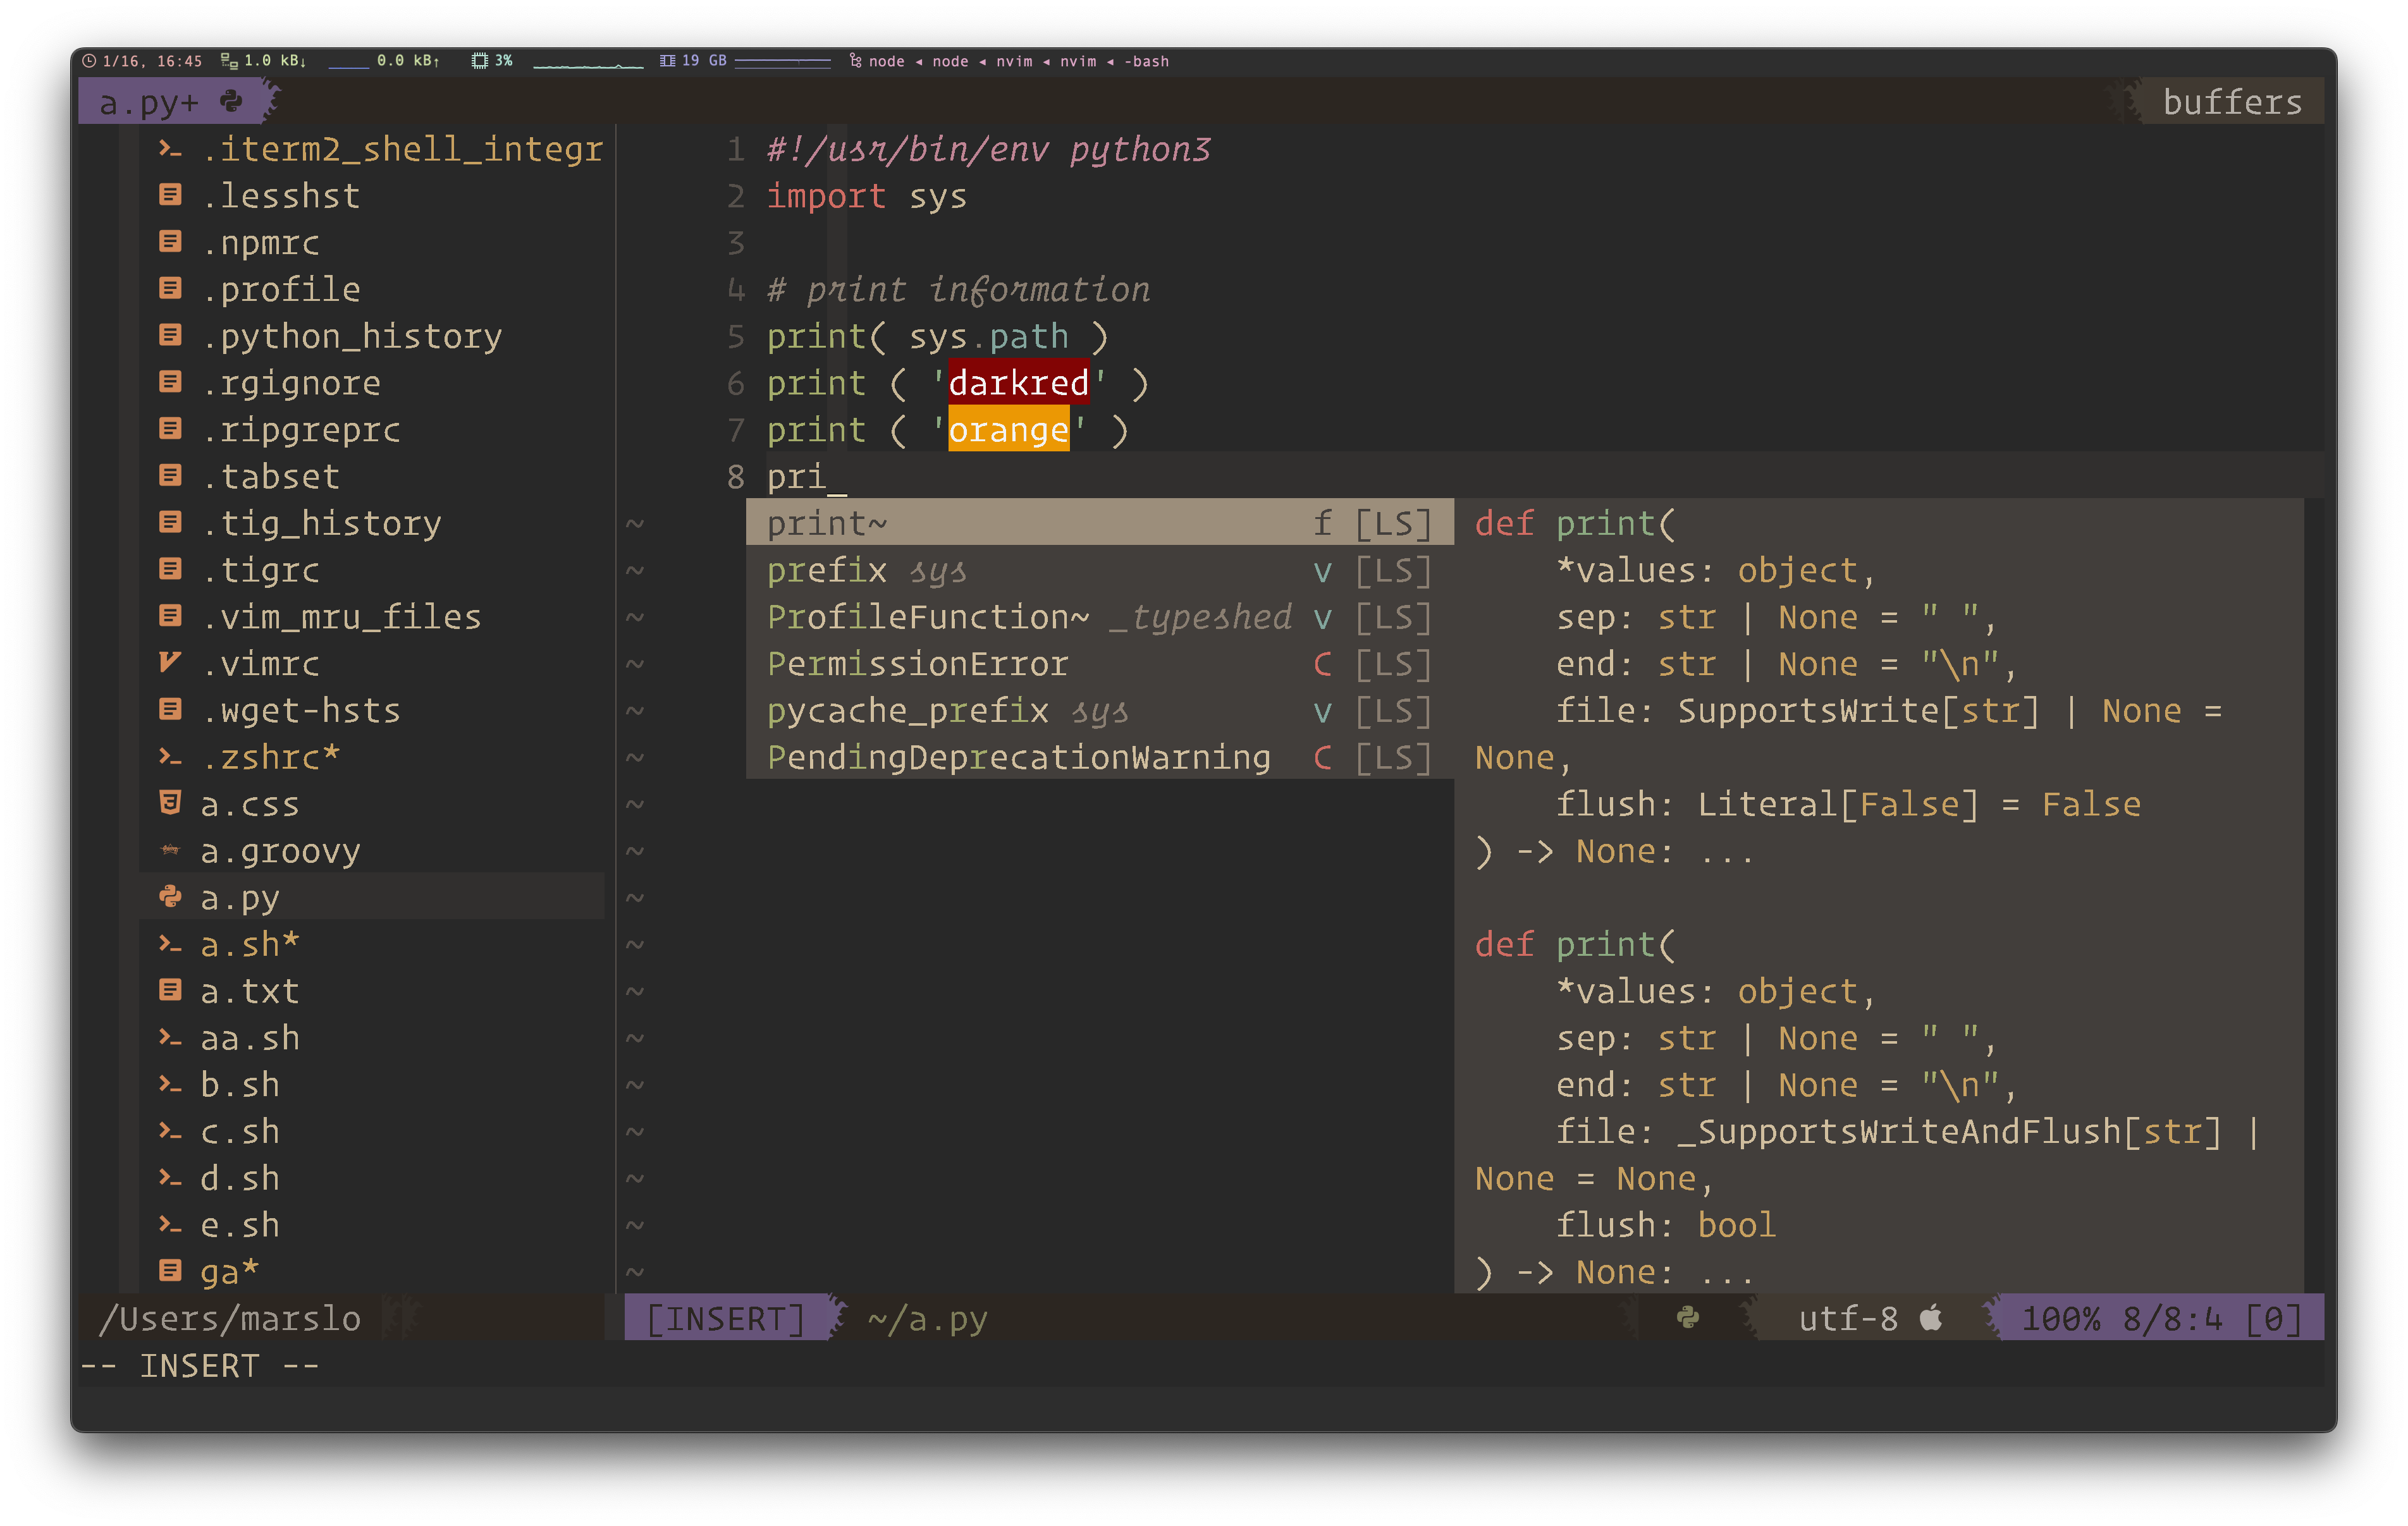 1/16, 16:45 1.0 kB↓ 0.0 kB↑ 3% 19 GB node ◂ node ◂ nvim ◂ nvim ◂ -bash
a.py+ buffers
.iterm2_shell_integr
.lesshst
.npmrc
.profile
.python_history
.rgignore
.ripgreprc
.tabset
.tig_history
.tigrc
.vim_mru_files
.vimrc
.wget-hsts
.zshrc*
a.css
a.groovy
a.py
a.sh*
a.txt
aa.sh
b.sh
c.sh
d.sh
e.sh
ga*
1 #!/usr/bin/env python3
2 import sys
3
4 # print information
5 print( sys.path )
6 print ( 'darkred' )
7 print ( 'orange' )
8 pri_
~ print~ f [LS]
~ prefix sys v [LS]
~ ProfileFunction~ _typeshed v [LS]
~ PermissionError C [LS]
~ pycache_prefix sys v [LS]
~ PendingDeprecationWarning C [LS]
~
~
~
~
~
~
~
~
~
~
~
def print(
    *values: object,
    sep: str | None = " ",
    end: str | None = "\n",
    file: SupportsWrite[str] | None =
None,
    flush: Literal[False] = False
) -> None: ...
def print(
    *values: object,
    sep: str | None = " ",
    end: str | None = "\n",
    file: _SupportsWriteAndFlush[str] |
None = None,
    flush: bool
) -> None: ...
/Users/marslo [INSERT] ~/a.py utf-8 100% 8/8:4 [0]
-- INSERT --